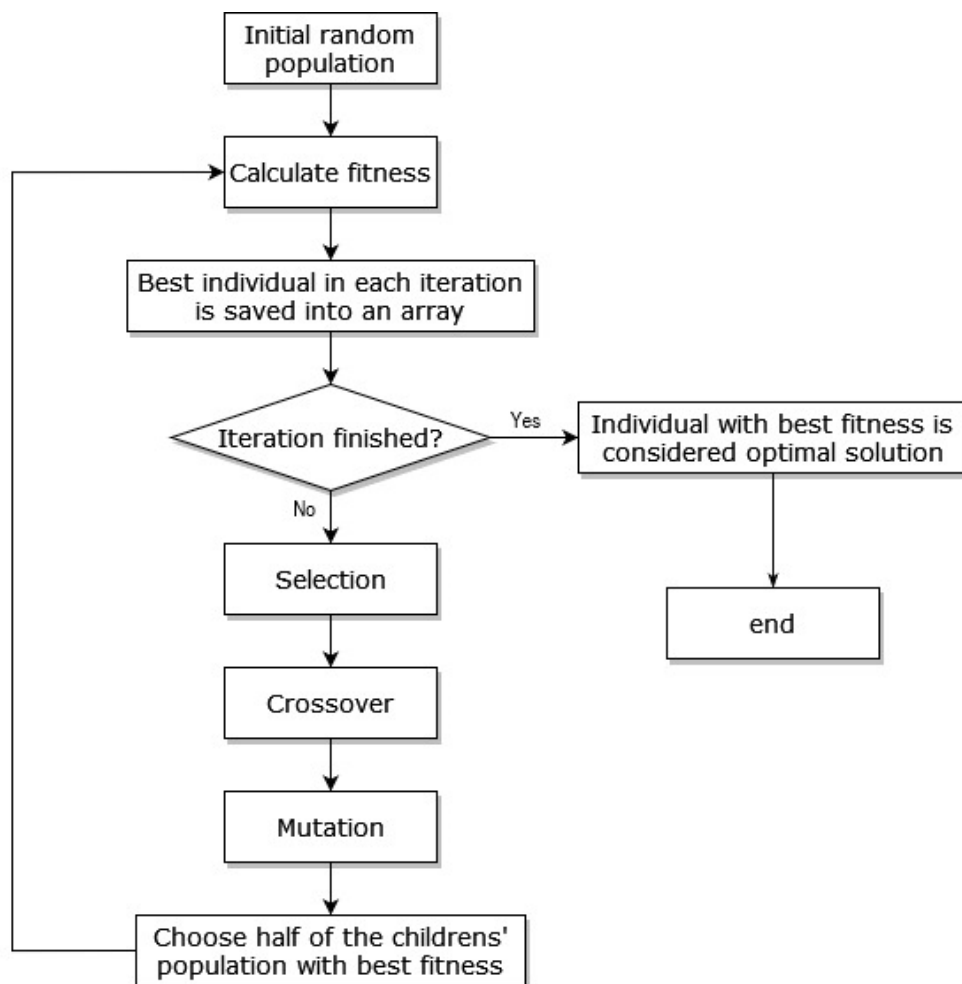 Initial random
population
Calculate fitness
Best individual in each iteration
is saved into an array
Iteration finished?
Yes
Individual with best fitness is
considered optimal solution
No
Selection
end
Crossover
Mutation
Choose half of the childrens'
population with best fitness